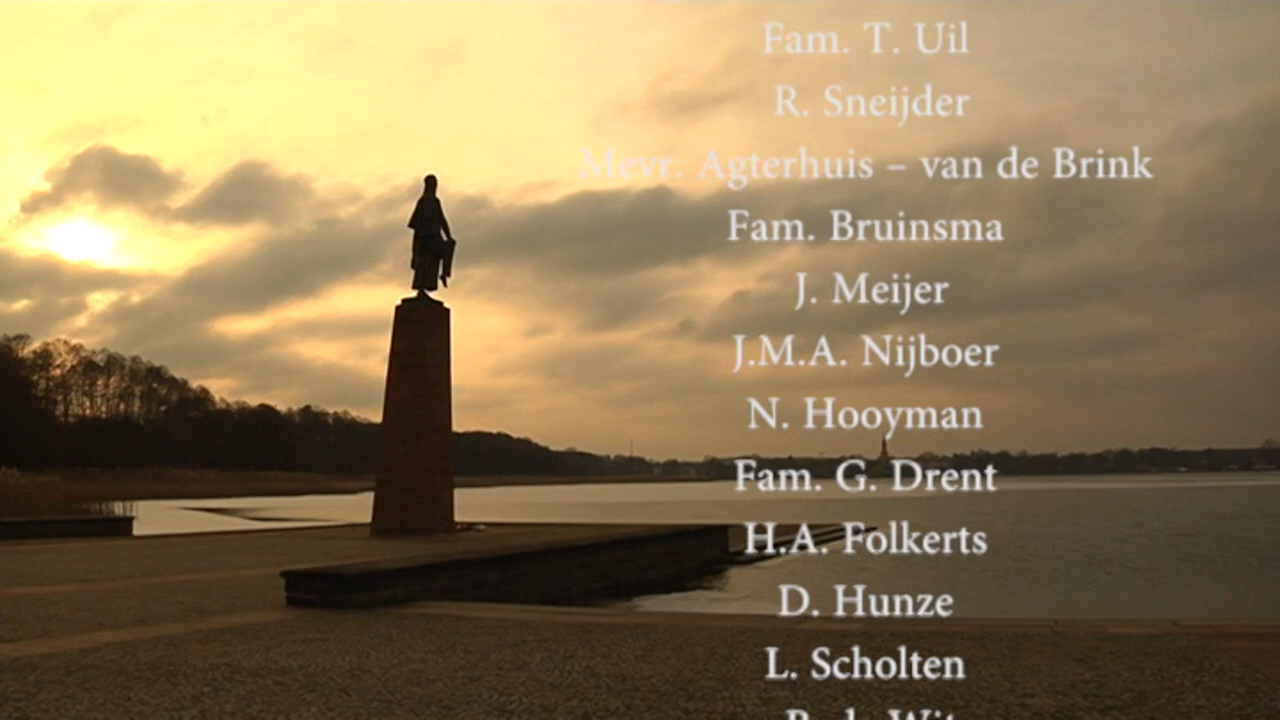 Fam. T. Uil
R. Sneijder
Mevr. Agterhuis – van de Brink
Fam. Bruinsma
J. Meijer
J.M.A. Nijboer
N. Hooyman
Fam. G. Drent
H.A. Folkerts
D. Hunze
L. Scholten